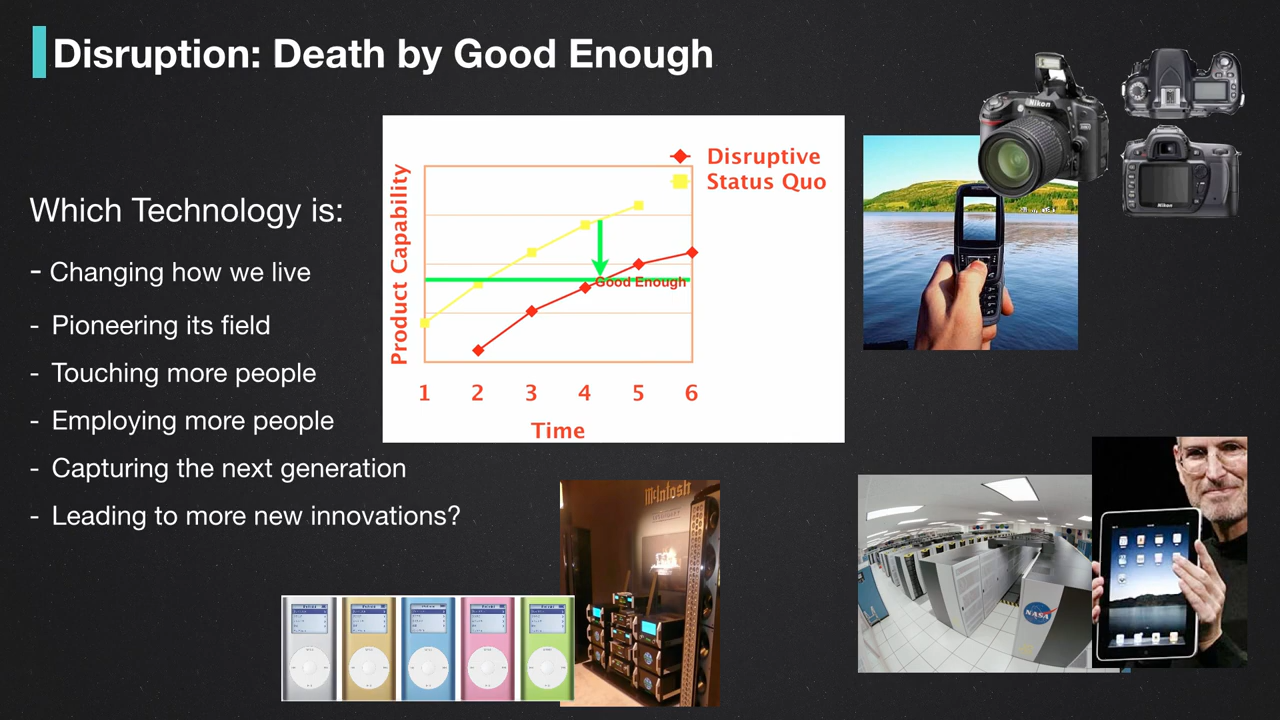 Disruption: Death by Good Enough
Which Technology is:
- Changing how we live
- Pioneering its field
- Touching more people
- Employing more people
- Capturing the next generation
- Leading to more new innovations?
Disruptive
Status Quo
Product Capability
Good Enough
1 2 3 4 5 6
Time
Nikon
Nikon
McIntosh
NASA